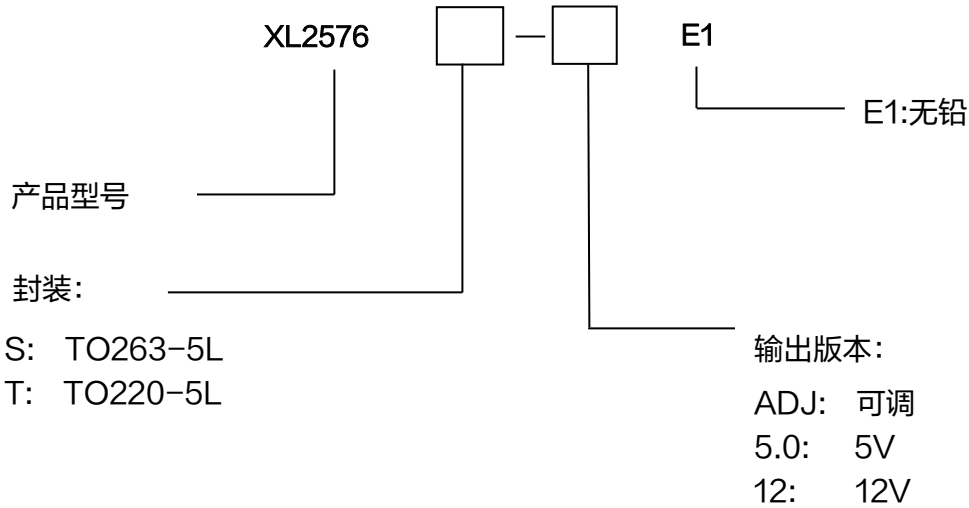 XL2576 □ － □ E1
E1:无铅
产品型号
封装：
S: TO263-5L
T: TO220-5L
输出版本：
ADJ: 可调
5.0: 5V
12: 12V